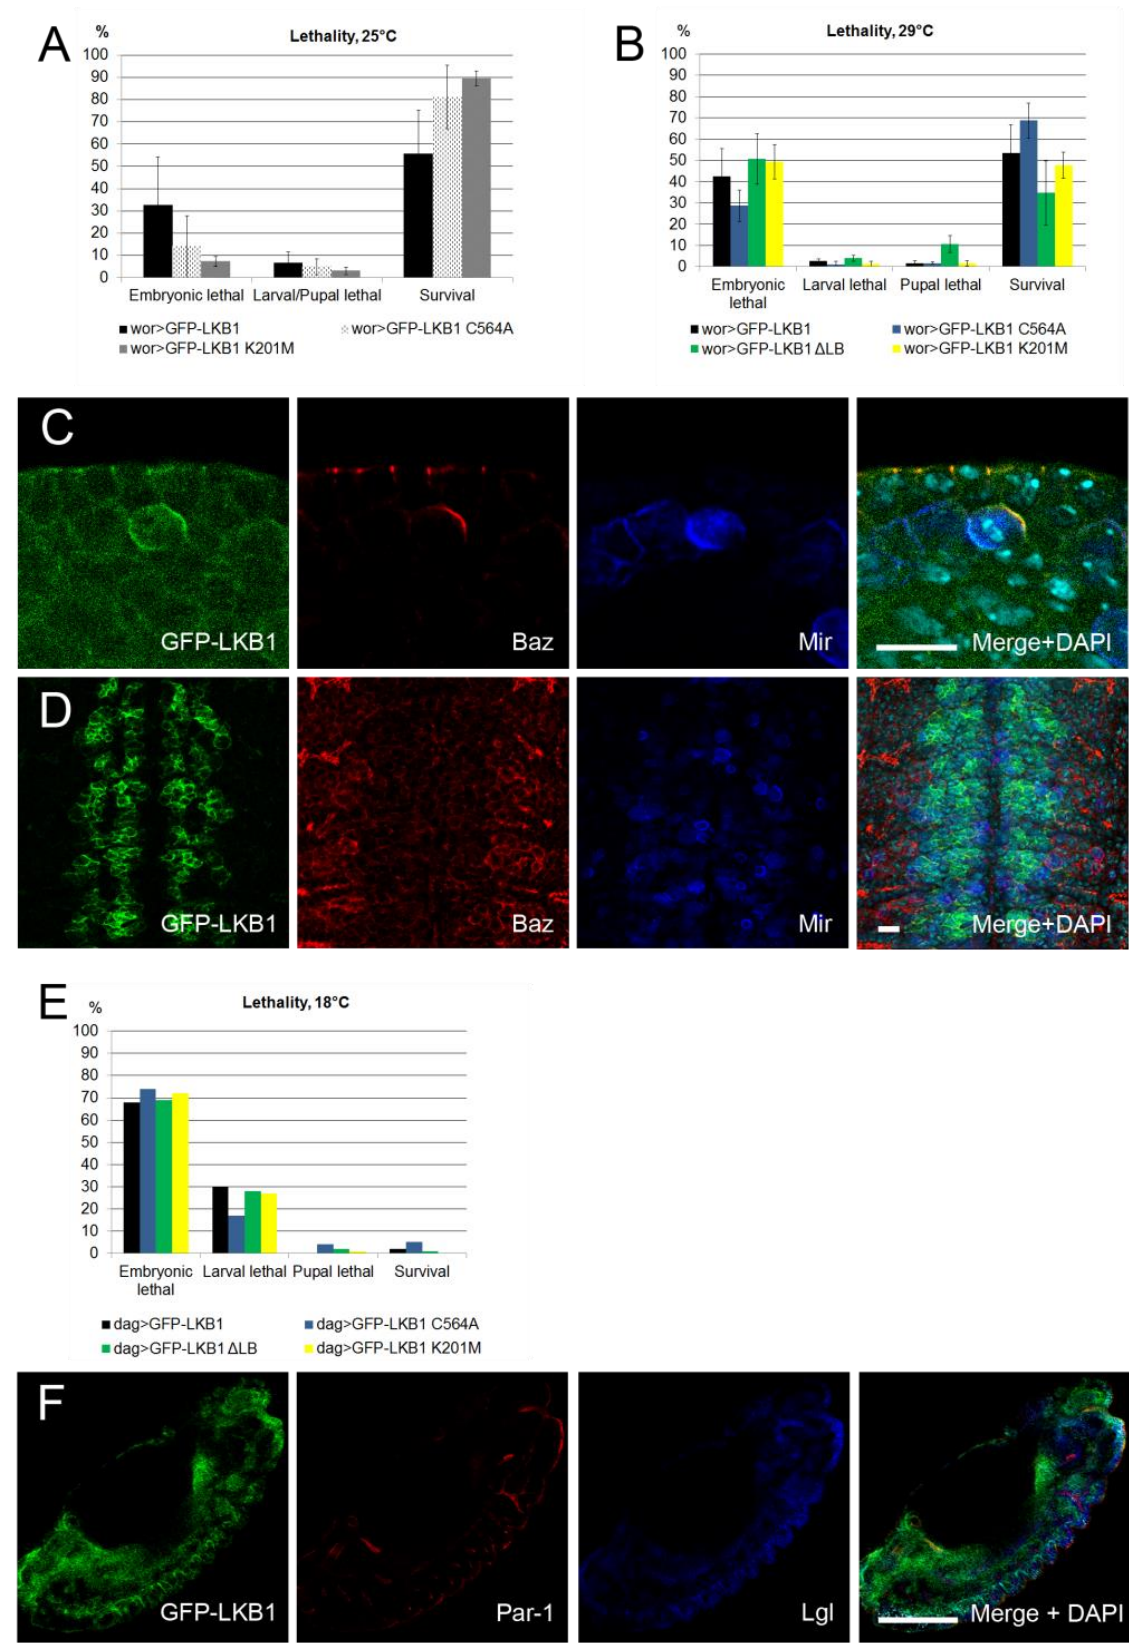 A
%
Lethality, 25°C
100
90
80
70
60
50
40
30
20
10
0
Embryonic lethal Larval/Pupal lethal Survival
wor>GFP-LKB1 wor>GFP-LKB1 C564A
wor>GFP-LKB1 K201M
B
%
Lethality, 29°C
100
90
80
70
60
50
40
30
20
10
0
Embryonic lethal Larval lethal Pupal lethal Survival
wor>GFP-LKB1 wor>GFP-LKB1 C564A
wor>GFP-LKB1 ΔLB wor>GFP-LKB1 K201M
C
GFP-LKB1 Baz Mir Merge+DAPI
D
GFP-LKB1 Baz Mir Merge+DAPI
E
%
Lethality, 18°C
100
90
80
70
60
50
40
30
20
10
0
Embryonic lethal Larval lethal Pupal lethal Survival
dag>GFP-LKB1 dag>GFP-LKB1 C564A
dag>GFP-LKB1 ΔLB dag>GFP-LKB1 K201M
F
GFP-LKB1 Par-1 Lgl Merge + DAPI